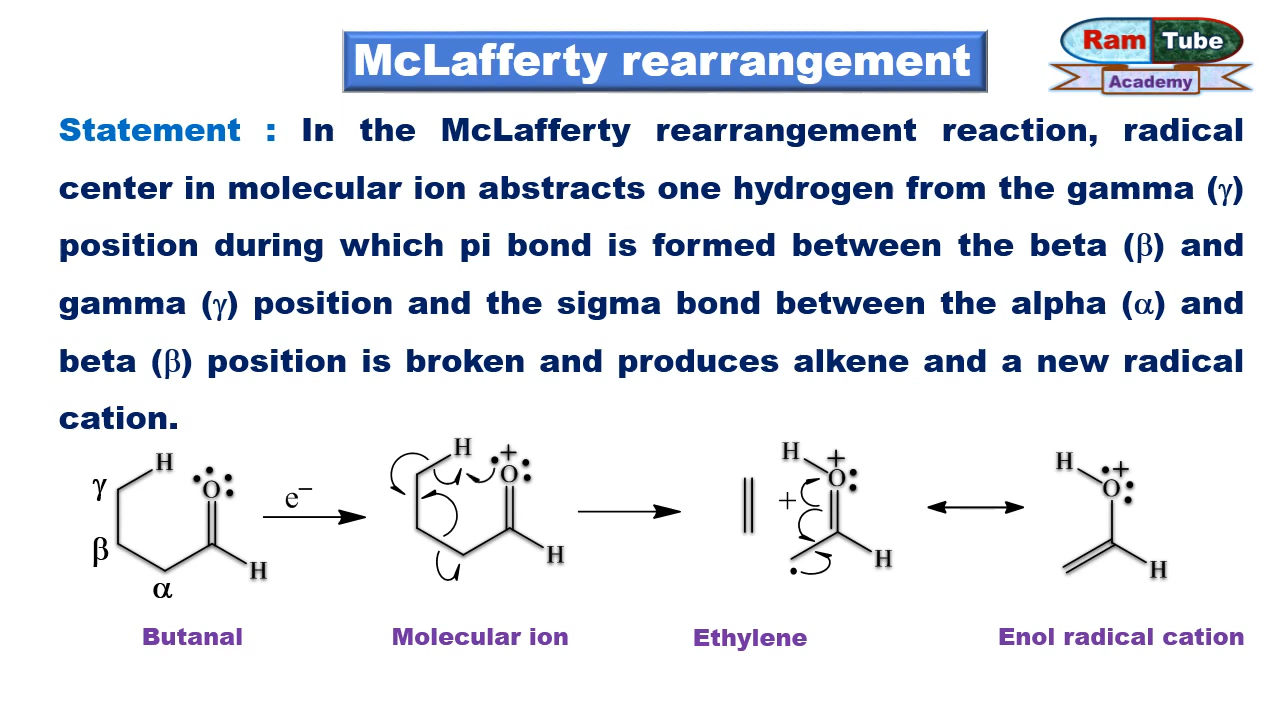 McLafferty rearrangement
Ram Tube
Academy
Statement : In the McLafferty rearrangement reaction, radical
center in molecular ion abstracts one hydrogen from the gamma (γ)
position during which pi bond is formed between the beta (β) and
gamma (γ) position and the sigma bond between the alpha (α) and
beta (β) position is broken and produces alkene and a new radical
cation.
γ H O
β
α H
e−
H O +
H
+
H O +
H
H O +
H
Butanal
Molecular ion
Ethylene
Enol radical cation